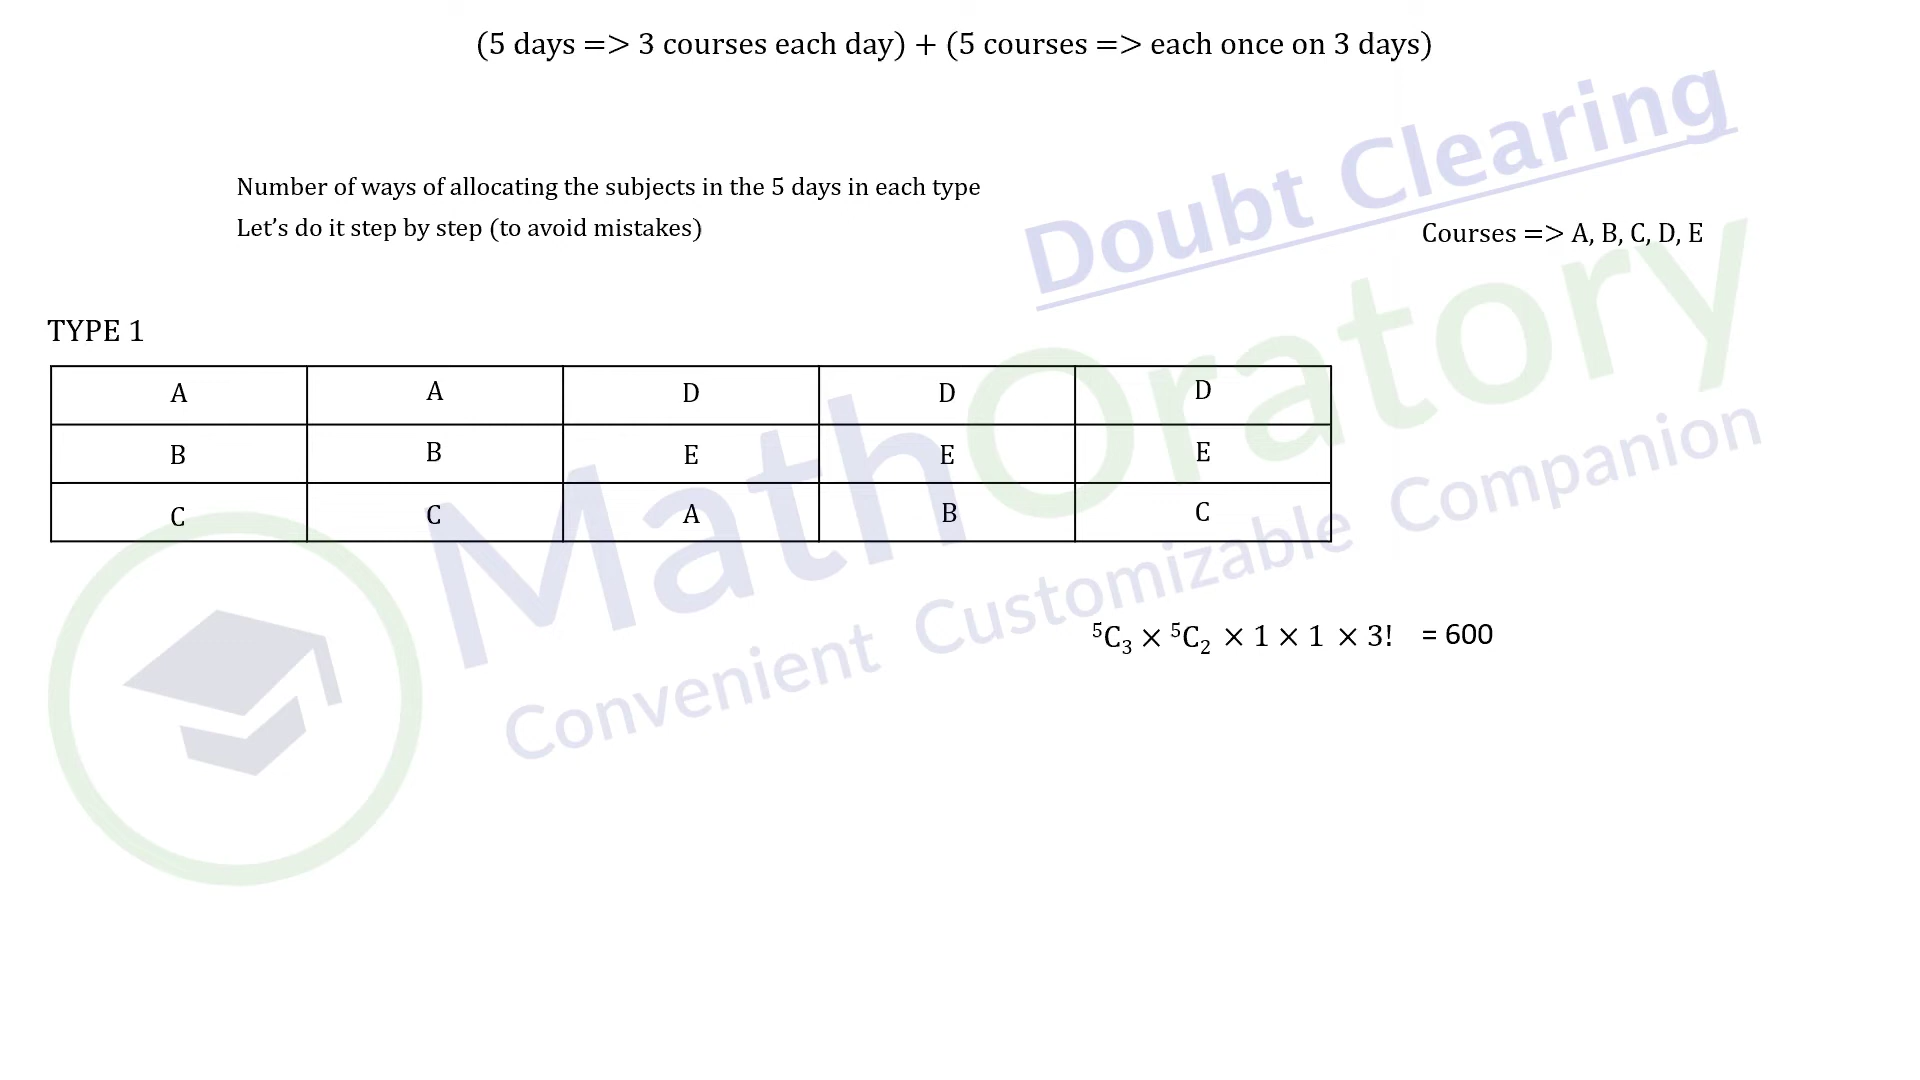 (5 days => 3 courses each day) + (5 courses => each once on 3 days)
Doubt Clearing
Number of ways of allocating the subjects in the 5 days in each type
Let’s do it step by step (to avoid mistakes)
Courses => A, B, C, D, E
TYPE 1
A A D D D
B B E E E
C C A B C
MathOratory
Convenient Customizable Companion
⁵C₃ × ⁵C₂ × 1 × 1 × 3! = 600